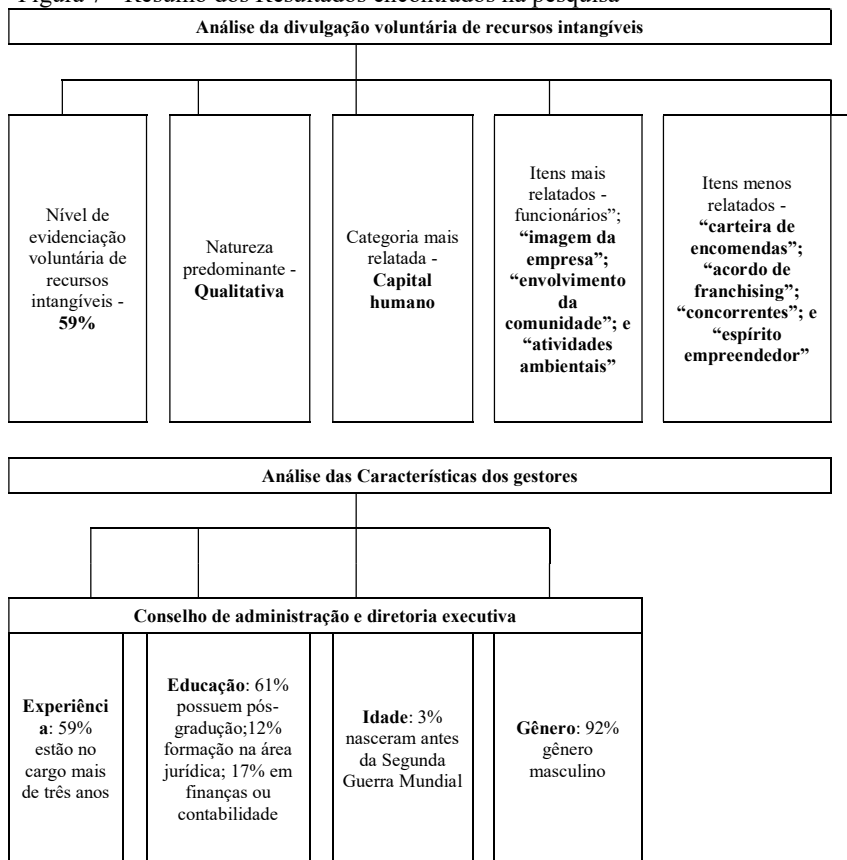 Figura 7 - Resumo dos Resultados encontrados na pesquisa
Análise da divulgação voluntária de recursos intangíveis
Nível de
evidenciação
voluntária de
recursos
intangíveis -
59%
Natureza
predominante -
Qualitativa
Categoria mais
relatada -
Capital
humano
Itens mais
relatados -
funcionários”;
“imagem da
empresa”;
“envolvimento
da
comunidade”; e
“atividades
ambientais”
Itens menos
relatados -
“carteira de
encomendas”;
“acordo de
franchising”;
“concorrentes”; e
“espírito
empreendedor”
Análise das Características dos gestores
Conselho de administração e diretoria executiva
Experiênci
a: 59%
estão no
cargo mais
de três anos
Educação: 61%
possuem pós-
gradução;12%
formação na área
jurídica; 17% em
finanças ou
contabilidade
Idade: 3%
nasceram antes
da Segunda
Guerra Mundial
Gênero: 92%
gênero
masculino